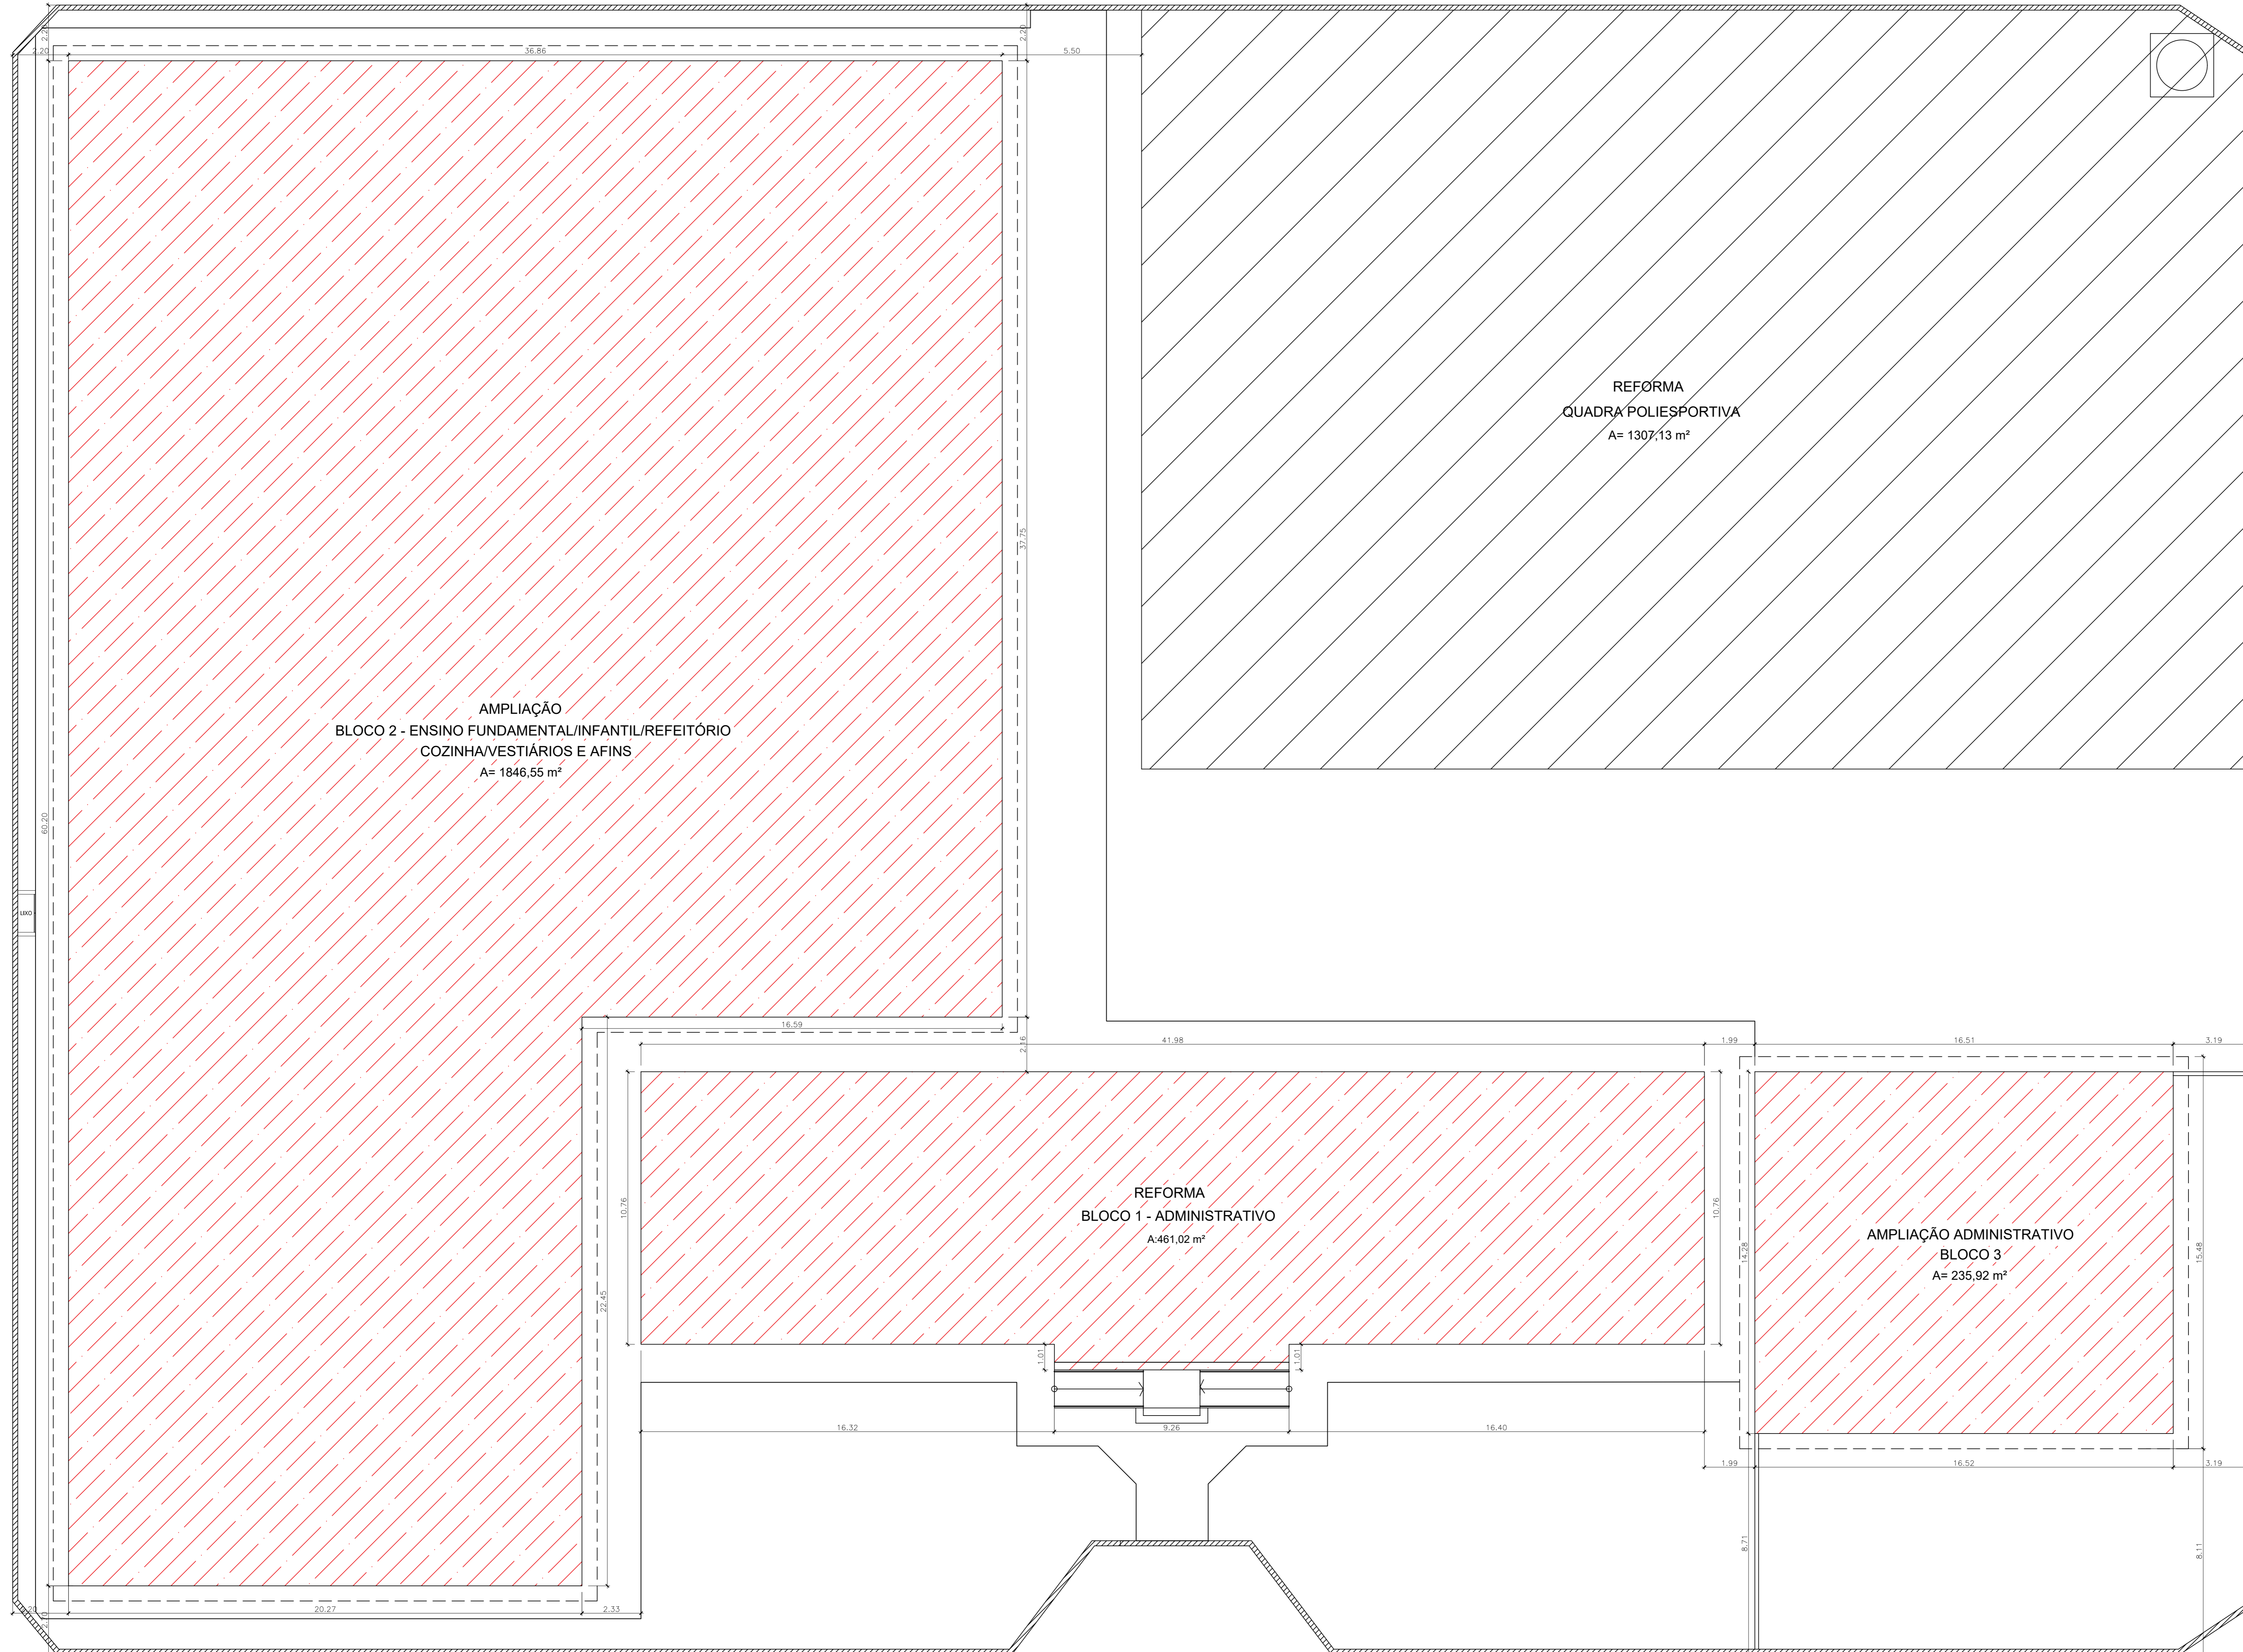 2.20
2.20
2.20
36.86
5.50
REFORMA
QUADRA POLIESPORTIVA
A= 1307,13 m²
37.75
AMPLIAÇÃO
BLOCO 2 - ENSINO FUNDAMENTAL/INFANTIL/REFEITÓRIO
COZINHA/VESTIÁRIOS E AFINS
A= 1846,55 m²
60.20
LIXO
16.59
2.16
41.98
1.99
16.51
3.19
10.76
REFORMA
BLOCO 1 - ADMINISTRATIVO
A:461,02 m²
10.76
14.28
AMPLIAÇÃO ADMINISTRATIVO
BLOCO 3
A= 235,92 m²
15.48
22.45
1.01
1.01
16.32
9.26
16.40
1.99
16.52
3.19
8.71
8.11
20.27
2.33